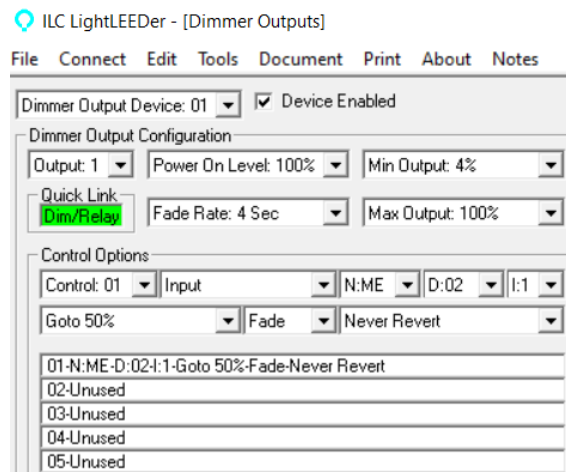 ILC LightLEEDer - [Dimmer Outputs]
File Connect Edit Tools Document Print About Notes
Dimmer Output Device: 01 Device Enabled
Dimmer Output Configuration
Output: 1 Power On Level: 100% Min Output: 4%
Quick Link
Dim/Relay Fade Rate: 4 Sec Max Output: 100%
Control Options
Control: 01 Input N:ME D:02 I:1
Goto 50% Fade Never Revert
01-N:ME-D:02-I:1-Goto 50%-Fade-Never Revert
02-Unused
03-Unused
04-Unused
05-Unused